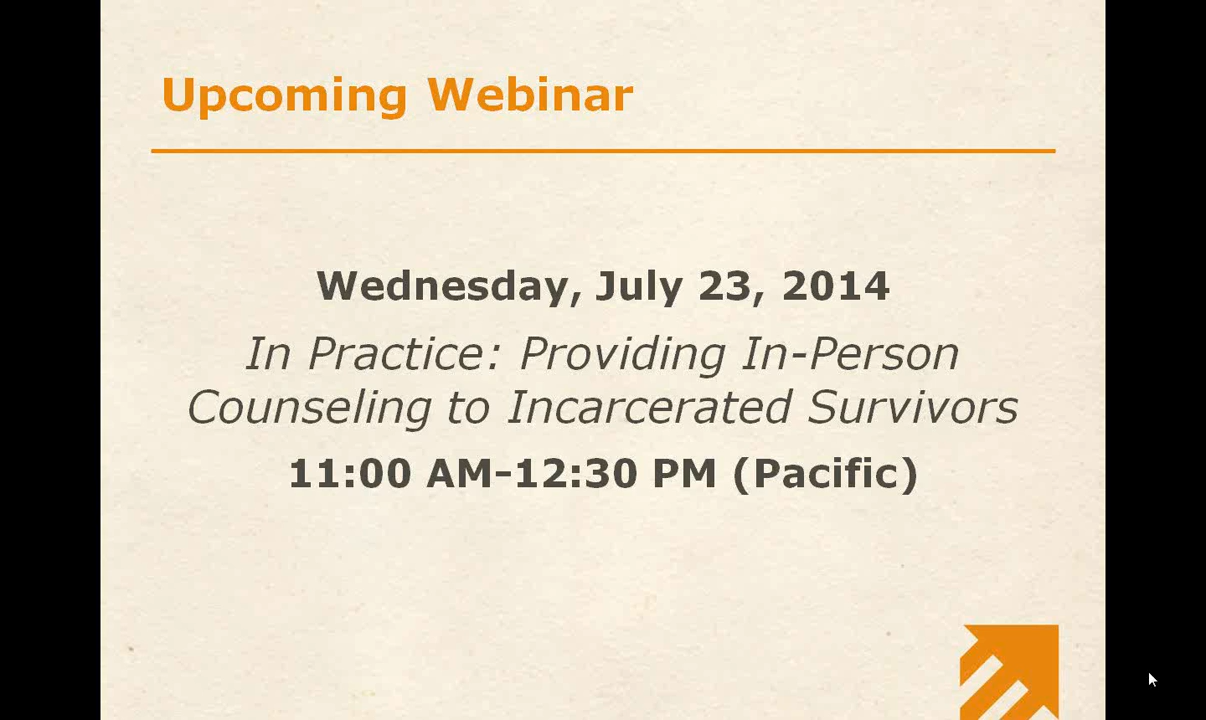 Upcoming Webinar
Wednesday, July 23, 2014
In Practice: Providing In-Person
Counseling to Incarcerated Survivors
11:00 AM-12:30 PM (Pacific)